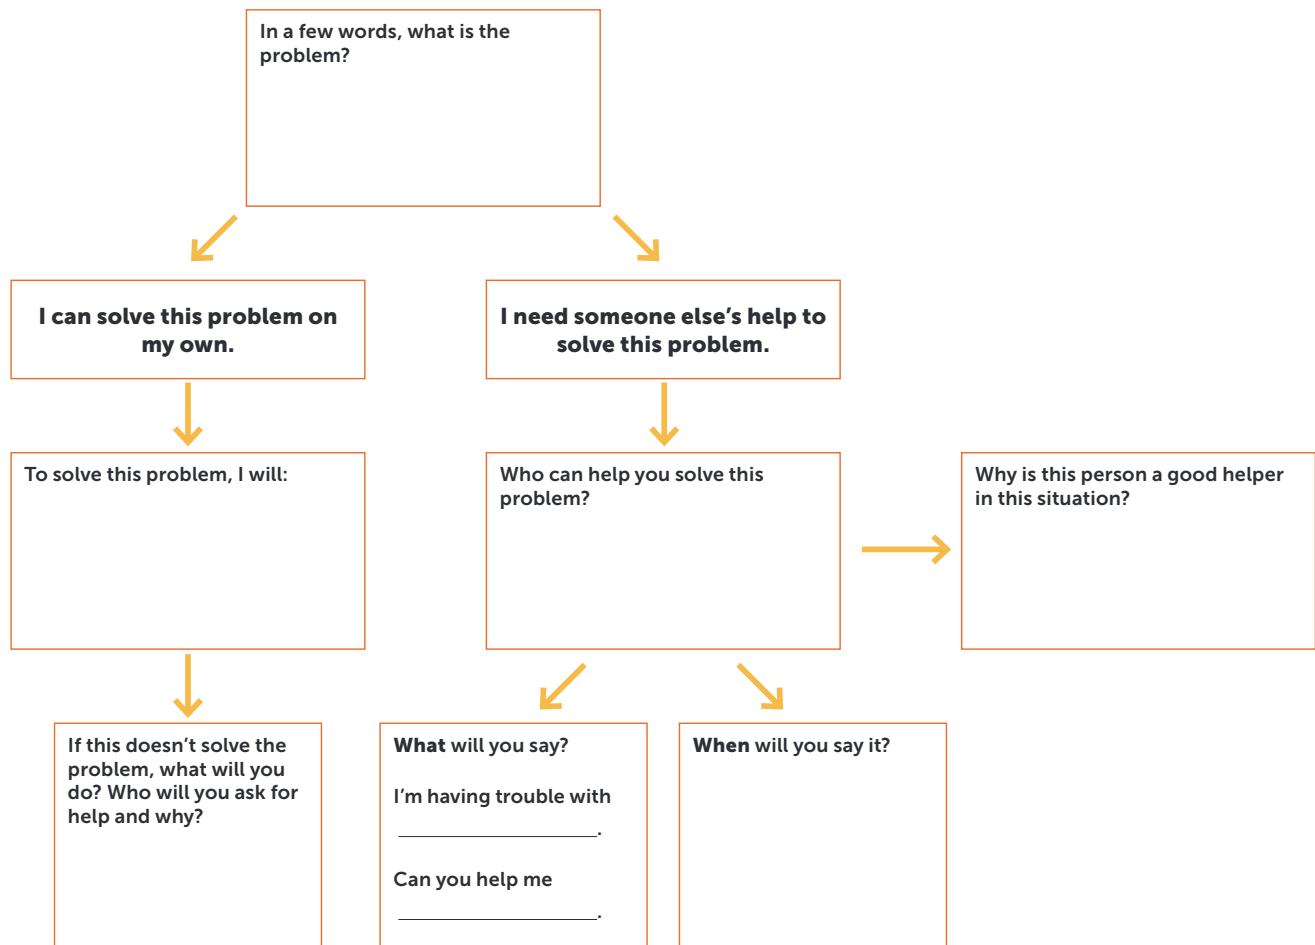 In a few words, what is the
problem?
I can solve this problem on
my own.
I need someone else's help to
solve this problem.
To solve this problem, I will:
Who can help you solve this
problem?
Why is this person a good helper
in this situation?
If this doesn't solve the
problem, what will you
do? Who will you ask for
help and why?
What will you say?
I'm having trouble with
____________________.
Can you help me
____________________.
When will you say it?